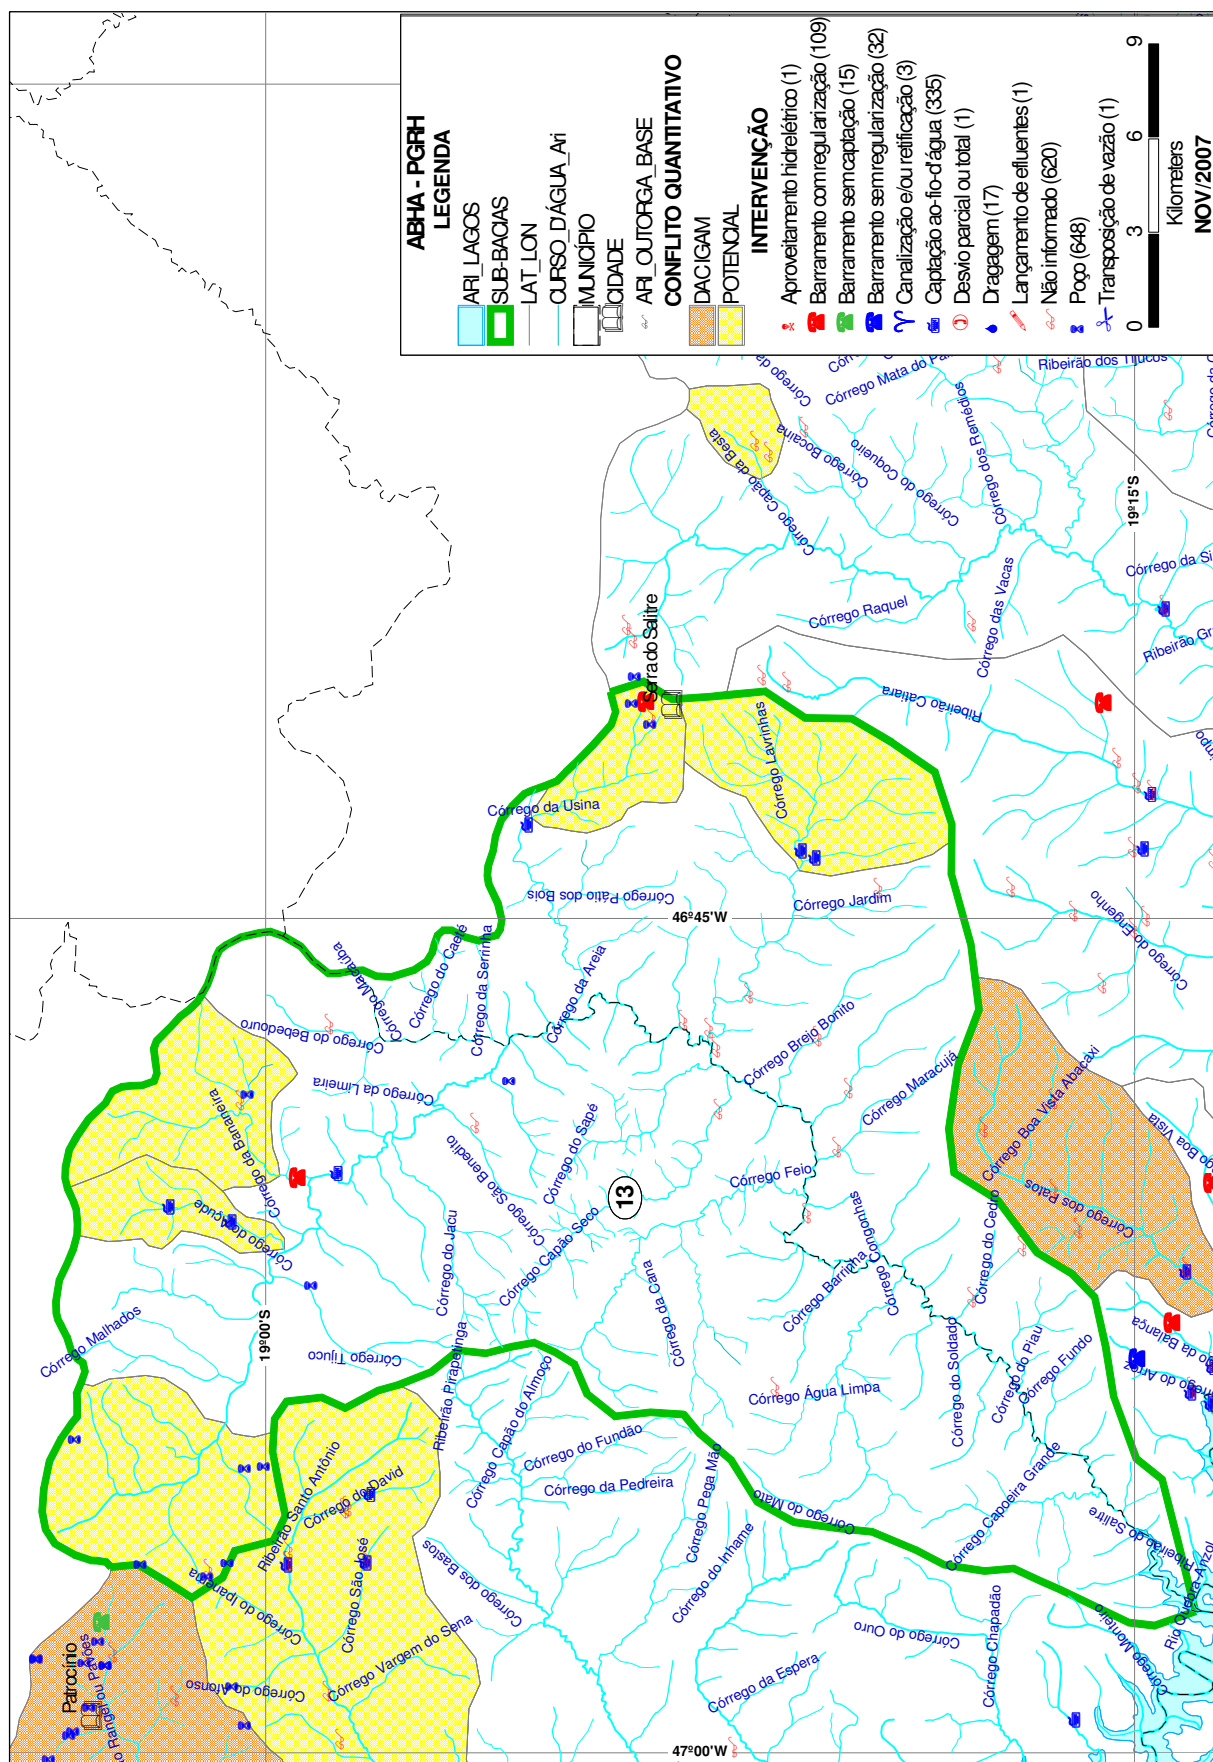 ABHA - PGRH
LEGENDA
ARI_LAGOS
SUB-BACIAS
LAT_LON
CURSO_D'ÁGUA_Ari
MUNICÍPIO
CIDADE
ARI_OUTORGA_BASE
CONFLITO QUANTITATIVO
DAC IGAM
POTENCIAL
INTERVENÇÃO
Aproveitamento hidrelétrico (1)
Barramento com regularização (109)
Barramento sem captação (15)
Barramento sem regularização (32)
Canalização e/ou retificação (3)
Captação ao-fio-d'água (335)
Desvio parcial ou total (1)
Dragagem (17)
Lançamento de efluentes (1)
Não informado (620)
Poço (648)
Transposição de vazão (1)
0 3 6 9
Kilometers
NOV/2007
Córrego Mata do
Ribeirão dos Tijucos
Córrego da
Córrego Capão da Besta
Córrego Bocaina
Córrego do Coqueiro
Córrego dos Remédios
19º15'S
Córrego Raquel
Córrego das Vacas
Córrego da
Ribeirão
Serra do Salitre
Ribeirão Catiara
Córrego Lavrinhas
Córrego da Usina
Córrego Pátio dos Bois
46º45'W
Córrego Jardim
Córrego do Engenho
Córrego Macaúba
Córrego do Caeté
Córrego da Serrinha
Córrego da Areia
Córrego do Bebedouro
Córrego da Limeira
Córrego Brejo Bonito
Córrego Maracujá
Córrego Boa Vista Abacaxi
Córrego da Bananeira
Córrego São Benedito
Córrego do Sapé
Córrego Feio
Córrego dos Patos
Boa Vista
13
Córrego do Açude
Córrego do Jacu
Córrego Capão Seco
Córrego da Cana
Córrego Barrinha
Córrego Congonhas
Córrego do Cedro
Córrego Malhados
19º00'S
Córrego Tijuco
Ribeirão Pirapetinga
Córrego Capão do Almoço
Córrego Água Limpa
Córrego do Soldado
Córrego do Piau
Córrego Fundo
da Balança
do Arroz
Ribeirão Santo Antônio
Córrego do David
Córrego do Fundão
Córrego da Pedreira
Córrego Pega Mão
Córrego do Mato
Córrego Capoeira Grande
Ribeirão do Salitre
Córrego do Ipanema
Córrego São José
Córrego dos Bastos
Córrego do Inhame
Patrocínio
Rangel ou Pavões
Córrego do Afonso
Córrego Vargem do Sena
Córrego da Espera
Córrego do Ouro
Córrego Chapadão
Córrego Monteiro
Rio Quebra-Anzol
47º00'W